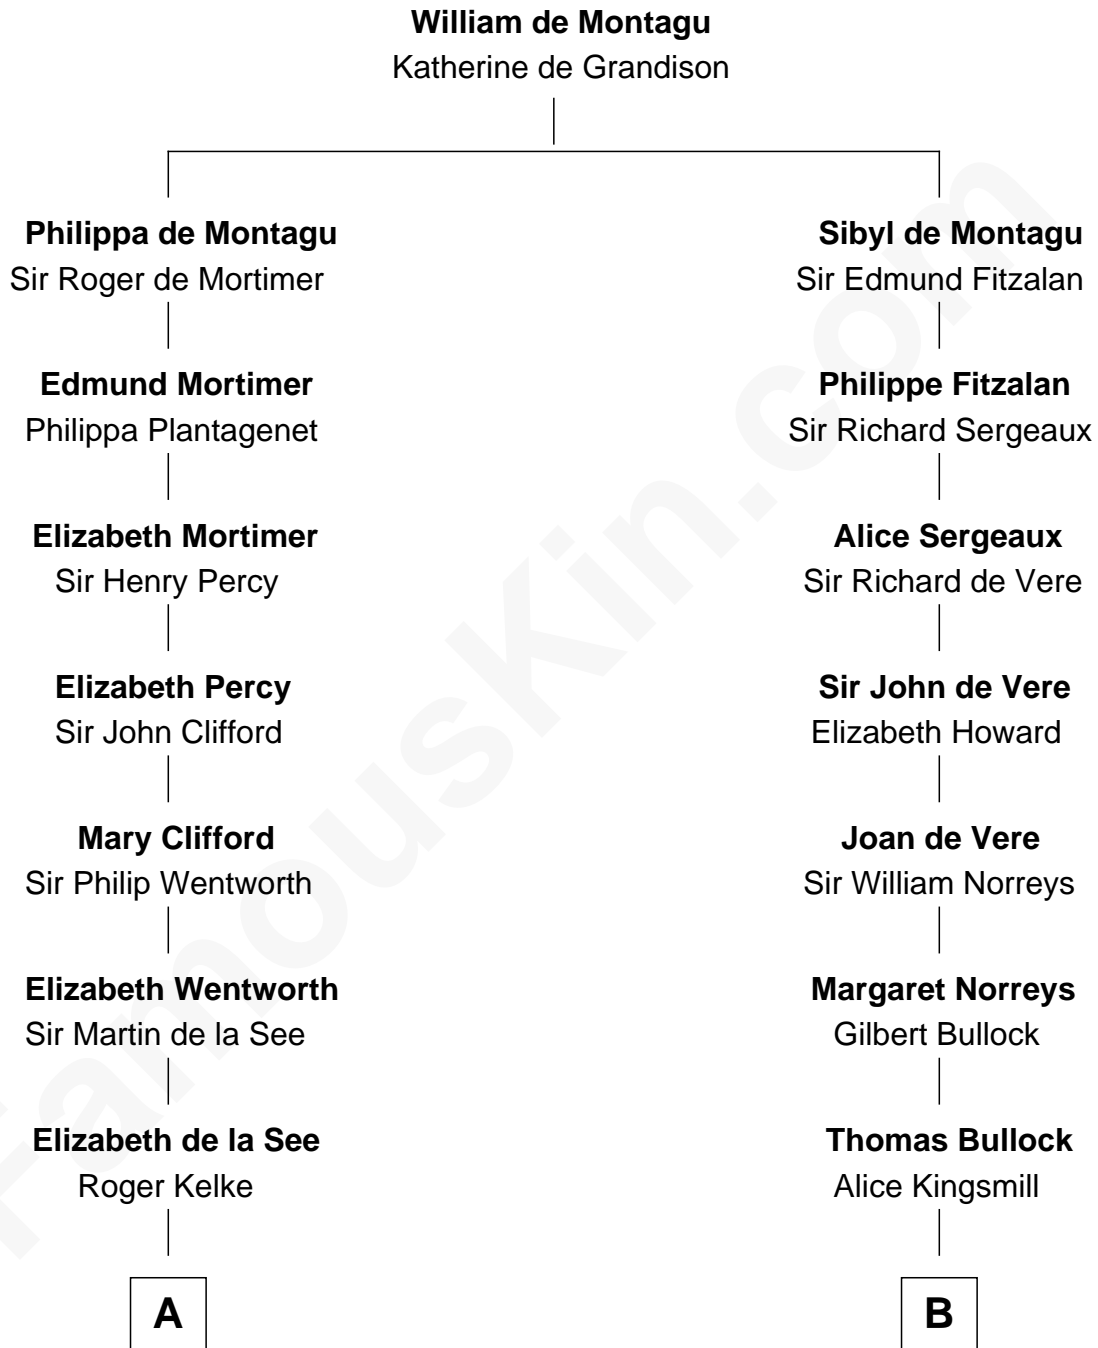 William de Montagu
Katherine de Grandison
Philippa de Montagu
Sir Roger de Mortimer
Sibyl de Montagu
Sir Edmund Fitzalan
Edmund Mortimer
Philippa Plantagenet
Philippe Fitzalan
Sir Richard Sergeaux
Elizabeth Mortimer
Sir Henry Percy
Alice Sergeaux
Sir Richard de Vere
Elizabeth Percy
Sir John Clifford
Sir John de Vere
Elizabeth Howard
Mary Clifford
Sir Philip Wentworth
Joan de Vere
Sir William Norreys
Elizabeth Wentworth
Sir Martin de la See
Margaret Norreys
Gilbert Bullock
Elizabeth de la See
Roger Kelke
Thomas Bullock
Alice Kingsmill
A
B
FamousKin.com